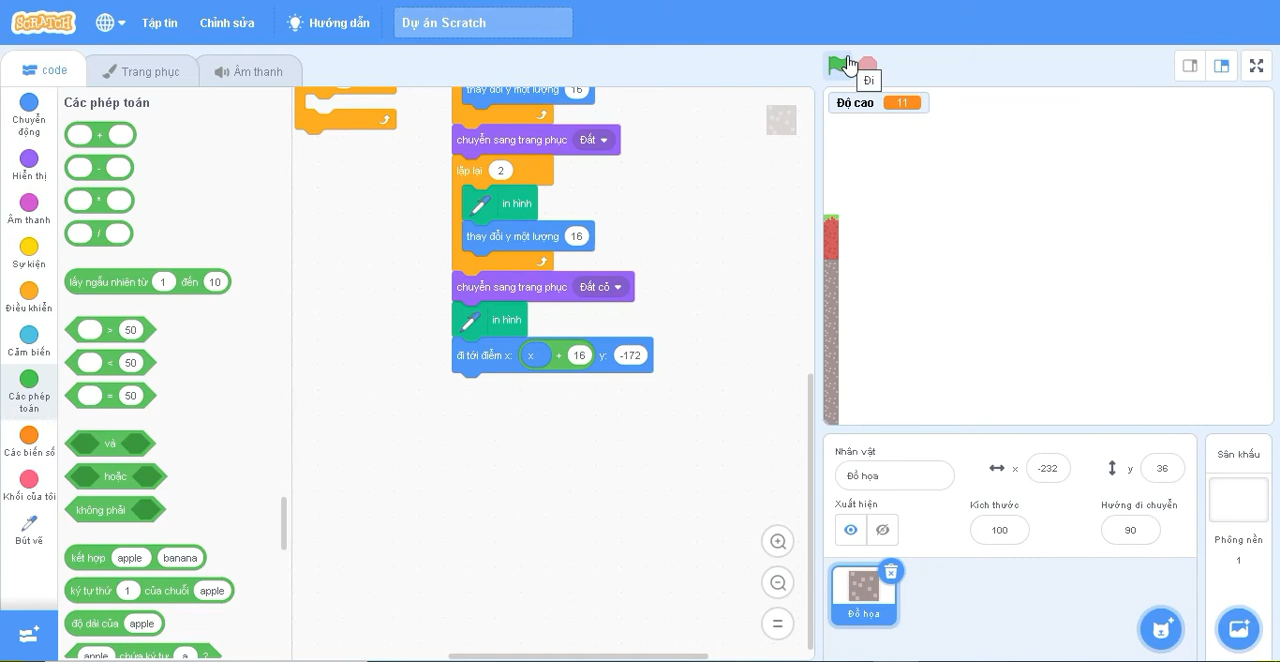 SCRATCH
Tập tin
Chỉnh sửa
Hướng dẫn
Dự án Scratch
code
Trang phục
Âm thanh
Đi
Chuyển động
Hiển thị
Âm thanh
Sự kiện
Điều khiển
Cảm biến
Các phép toán
Các biến số
Khối của tôi
Bút vẽ
Các phép toán
+
-
*
/
lấy ngẫu nhiên từ 1 đến 10
> 50
< 50
= 50
và
hoặc
không phải
kết hợp apple banana
ký tự thứ 1 của chuỗi apple
độ dài của apple
apple chứa ký tự a ?
thay đổi y một lượng 16
chuyển sang trang phục Đất
lặp lại 2
in hình
thay đổi y một lượng 16
chuyển sang trang phục Đất cỏ
in hình
đi tới điểm x: x + 16 y: -172
Độ cao 11
Nhân vật
Đồ họa
x -232
y 36
Xuất hiện
Kích thước
100
Hướng di chuyển
90
Đồ họa
Sân khấu
Phông nền
1